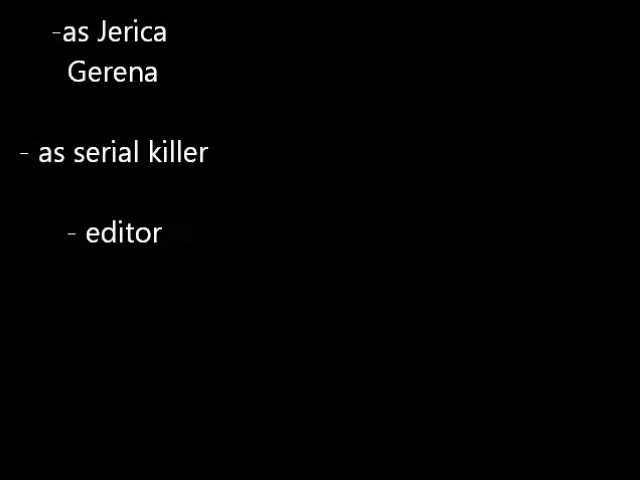 -as Jerica
Gerena
- as serial killer
- editor